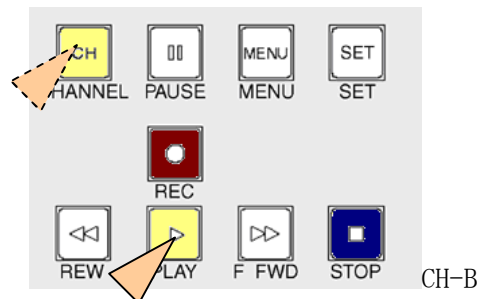 CH MENU SET
HANNEL PAUSE MENU SET
REC
REW PLAY F FWD STOP
CH-B